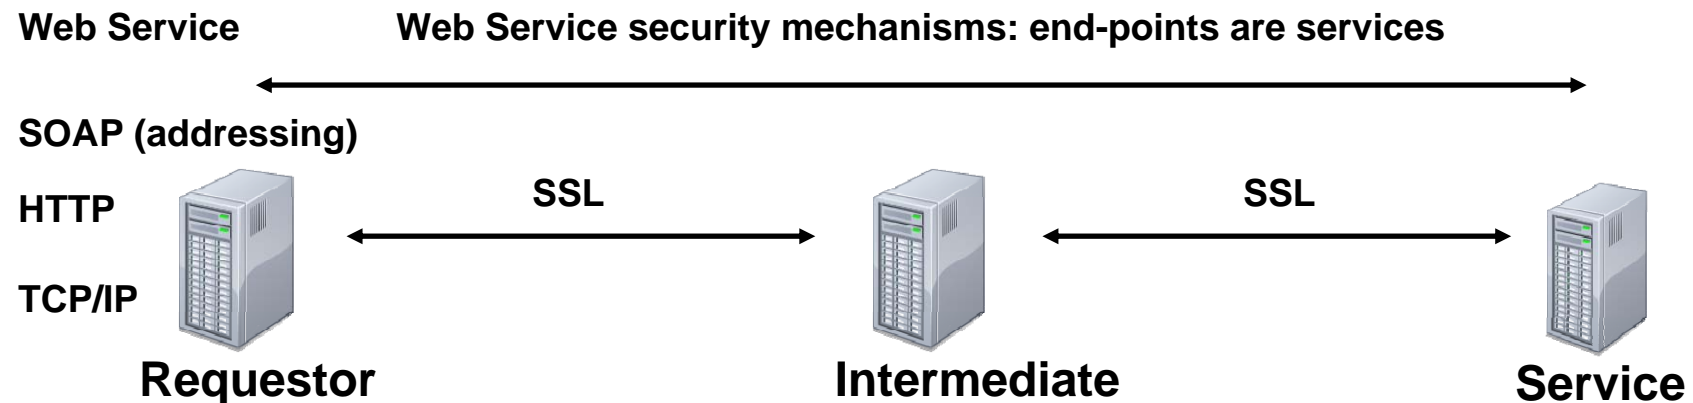 Web Service
Web Service security mechanisms: end-points are services
SOAP (addressing)
HTTP
SSL
SSL
TCP/IP
Requestor
Intermediate
Service